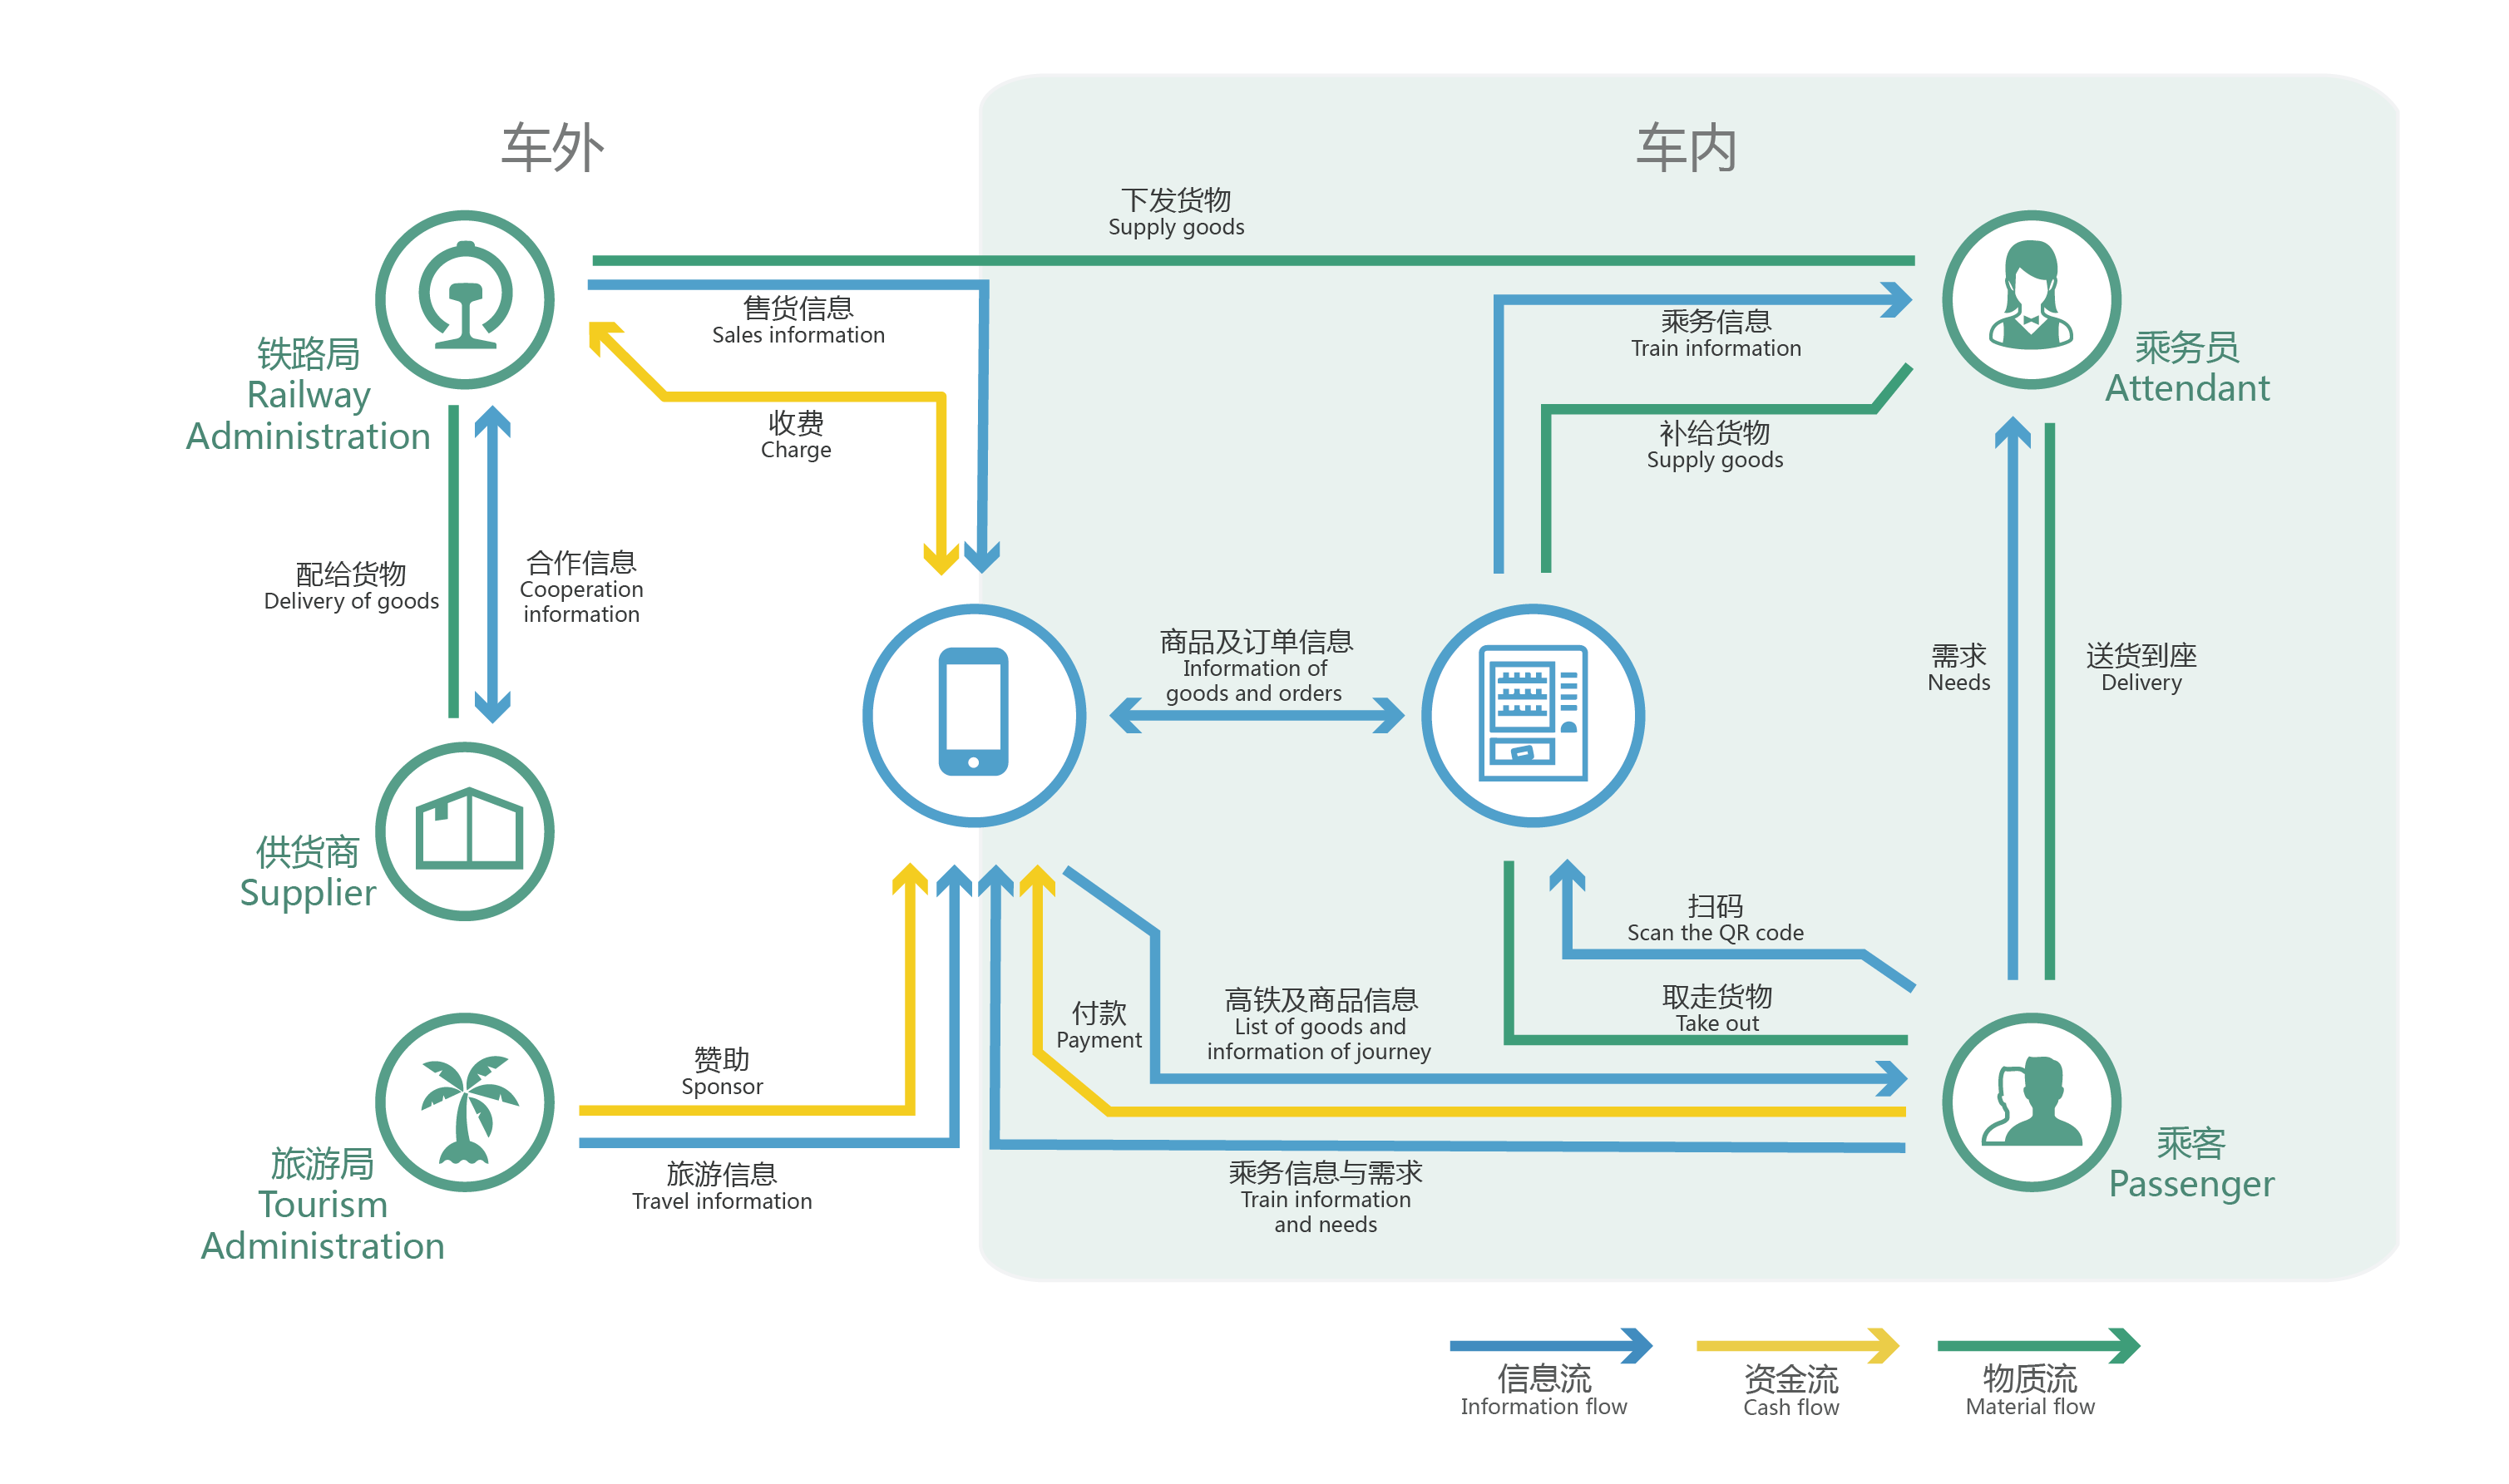 车外
车内
下发货物
Supply goods
售货信息
Sales information
乘务信息
Train information
铁路局
Railway
Administration
乘务员
Attendant
收费
Charge
补给货物
Supply goods
配给货物
Delivery of goods
合作信息
Cooperation
information
商品及订单信息
Information of
goods and orders
需求
Needs
送货到座
Delivery
供货商
Supplier
扫码
Scan the QR code
付款
Payment
高铁及商品信息
List of goods and
information of journey
取走货物
Take out
赞助
Sponsor
旅游局
Tourism
Administration
旅游信息
Travel information
乘务信息与需求
Train information
and needs
乘客
Passenger
信息流
Information flow
资金流
Cash flow
物质流
Material flow